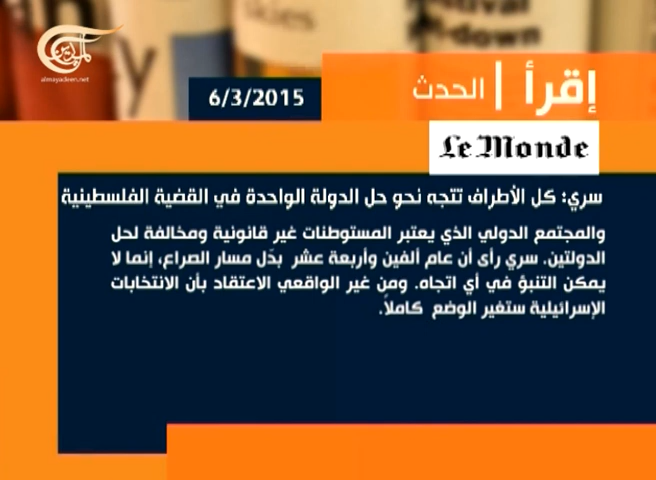 الميادين
almayadeen.net
إقرأ | الحدث
6/3/2015
Le Monde
سري: كل الأطراف تتجه نحو حل الدولة الواحدة في القضية الفلسطينية
والمجتمع الدولي الذي يعتبر المستوطنات غير قانونية ومخالفة لحل
الدولتين. سري رأى أن عام ألفين وأربعة عشر بدّل مسار الصراع، إنما لا
يمكن التنبؤ في أي اتجاه. ومن غير الواقعي الاعتقاد بأن الانتخابات
الإسرائيلية ستغير الوضع كاملاً.